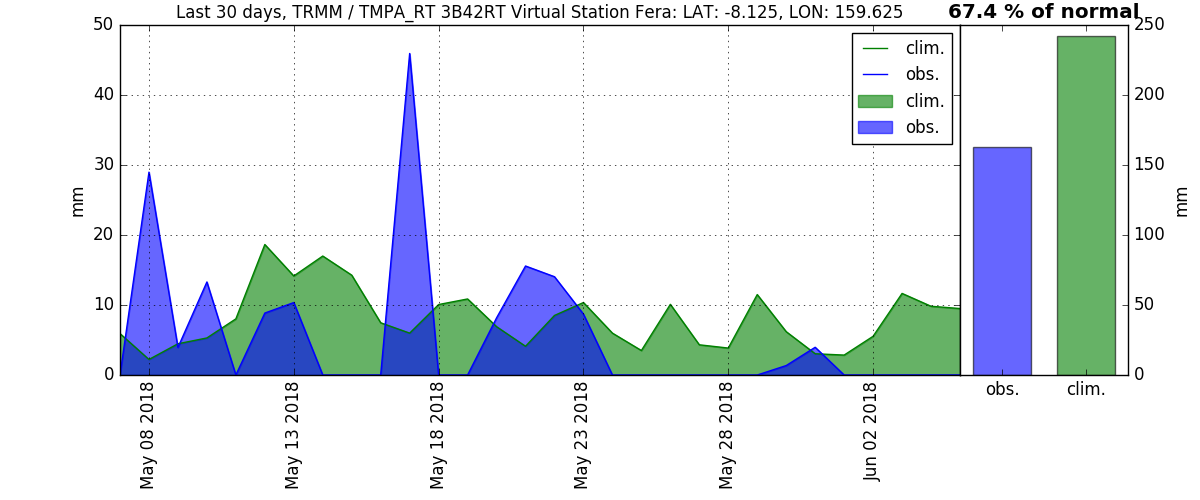 Last 30 days, TRMM / TMPA_RT 3B42RT Virtual Station Fera: LAT: -8.125, LON: 159.625
67.4 % of normal
50
40
30
20
10
0
mm
clim.
obs.
clim.
obs.
250
200
150
100
50
0
mm
May 08 2018
May 13 2018
May 18 2018
May 23 2018
May 28 2018
Jun 02 2018
obs.
clim.